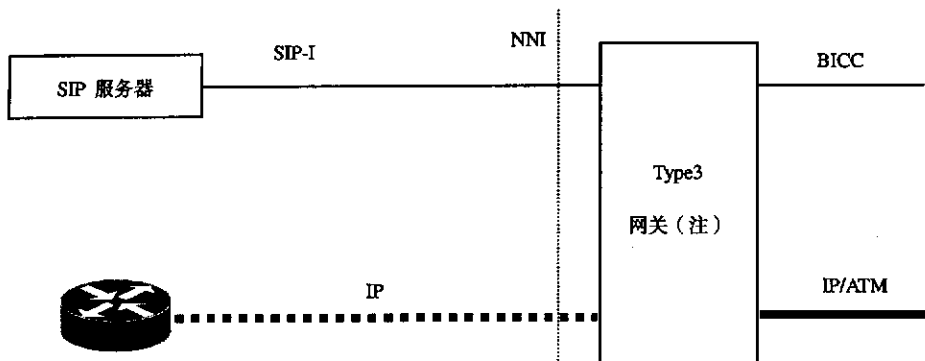 SIP-I
NNI
BICC
SIP 服务器
Type3
网关（注）
IP
IP/ATM